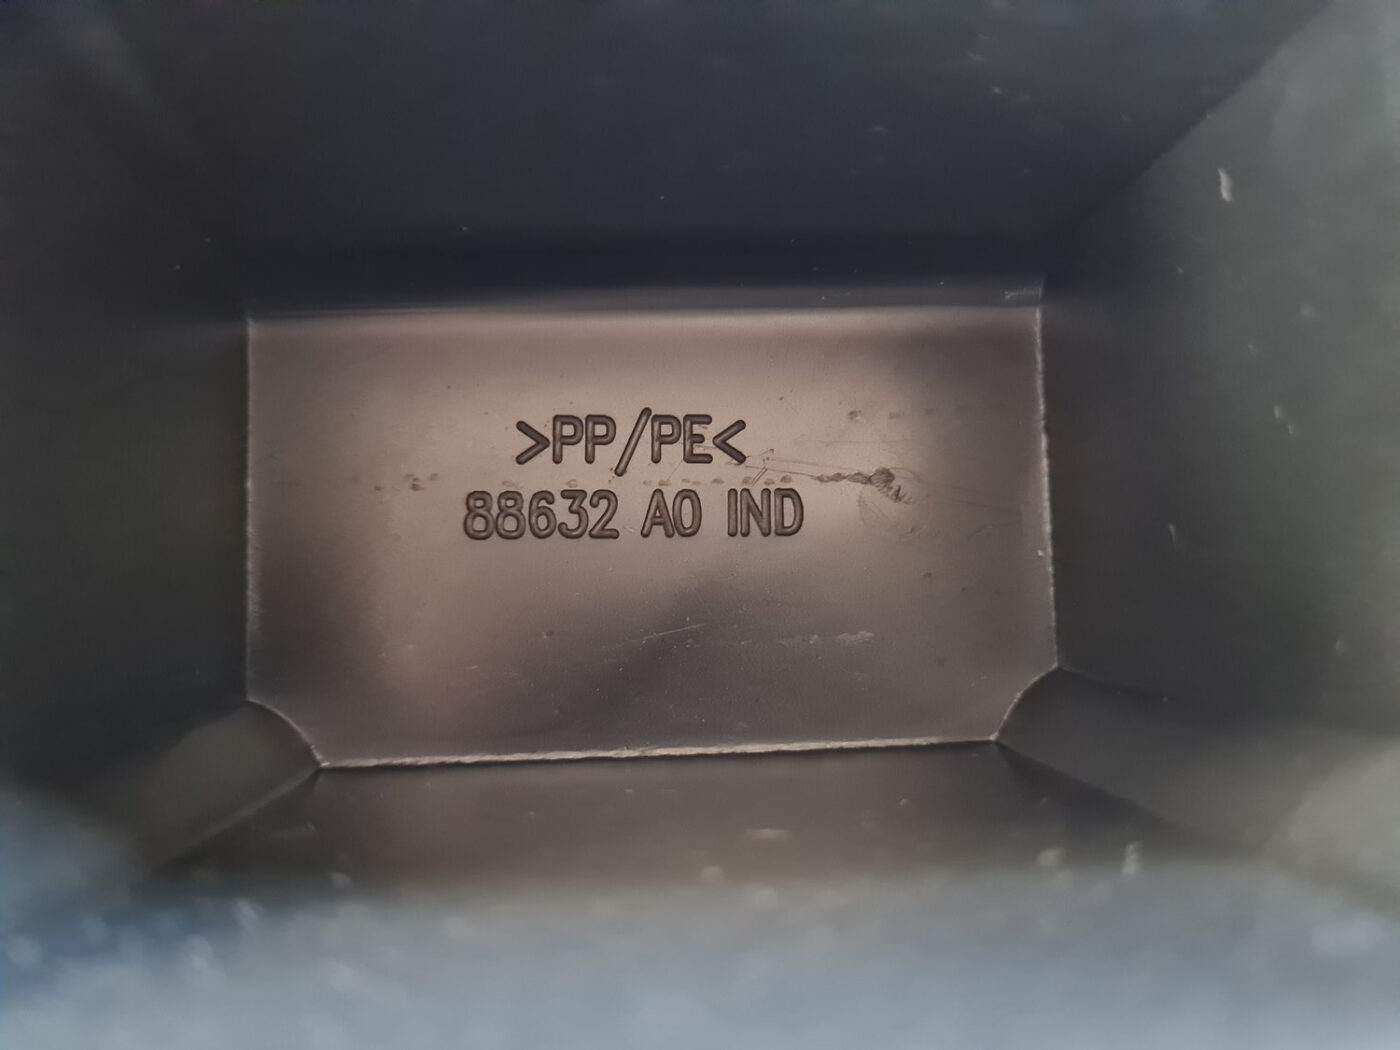 >PP/PE<
88632 A0 IND